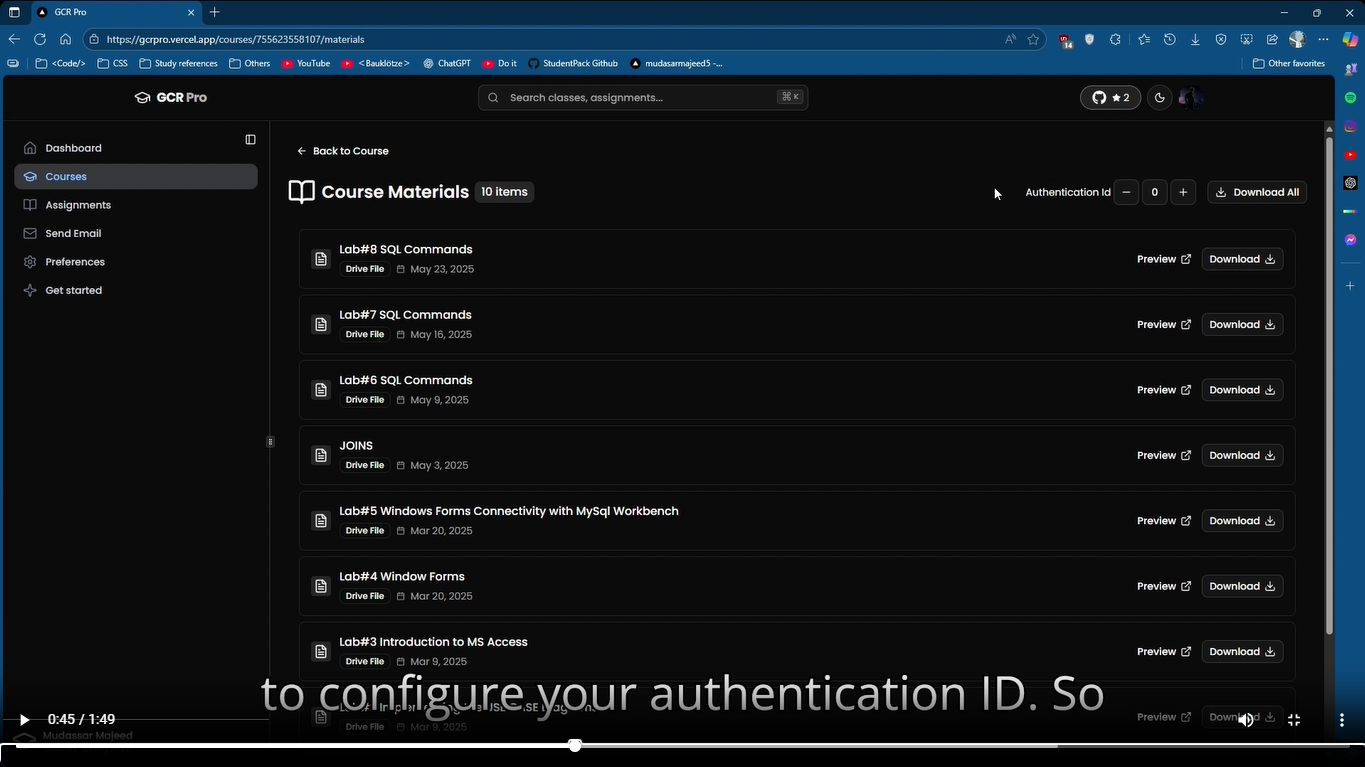 GCR Pro
https://gcrpro.vercel.app/courses/755623558107/materials
14
<Code/> CSS Study references Others YouTube < Bauklötze > ChatGPT Do it StudentPack Github mudasarmajeed5 -... Other favorites
GCR Pro
Search classes, assignments... ⌘ K
2
Dashboard
Courses
Assignments
Send Email
Preferences
Get started
Back to Course
Course Materials 10 items
Authentication Id − 0 + Download All
Lab#8 SQL Commands
Drive File May 23, 2025
Preview Download
Lab#7 SQL Commands
Drive File May 16, 2025
Preview Download
Lab#6 SQL Commands
Drive File May 9, 2025
Preview Download
JOINS
Drive File May 3, 2025
Preview Download
Lab#5 Windows Forms Connectivity with MySql Workbench
Drive File Mar 20, 2025
Preview Download
Lab#4 Window Forms
Drive File Mar 20, 2025
Preview Download
Lab#3 Introduction to MS Access
Drive File Mar 9, 2025
Preview Download
to configure your authentication ID. So
Drive File Mar 9, 2025
Preview
0:45 / 1:49
Mudassar Majeed